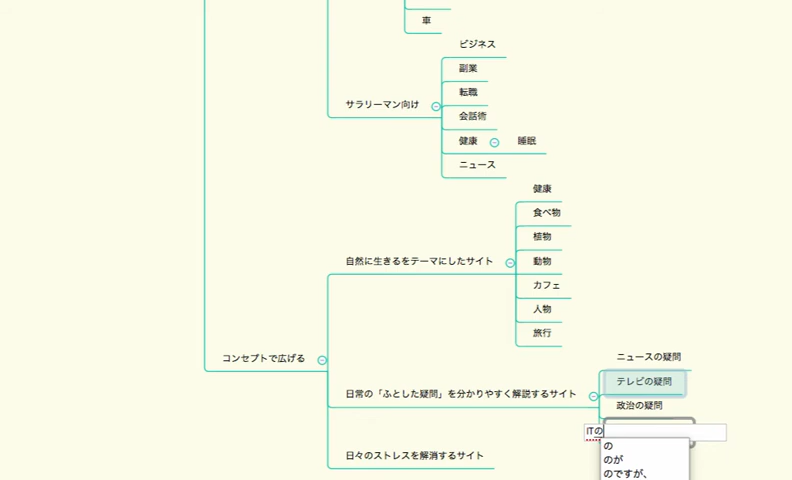 車
ビジネス
副業
転職
サラリーマン向け
会話術
健康
睡眠
ニュース
健康
食べ物
植物
自然に生きるをテーマにしたサイト
動物
カフェ
人物
旅行
コンセプトで広げる
ニュースの疑問
テレビの疑問
日常の「ふとした疑問」を分かりやすく解説するサイト
政治の疑問
ITの
の
のが
のですが、
日々のストレスを解消するサイト